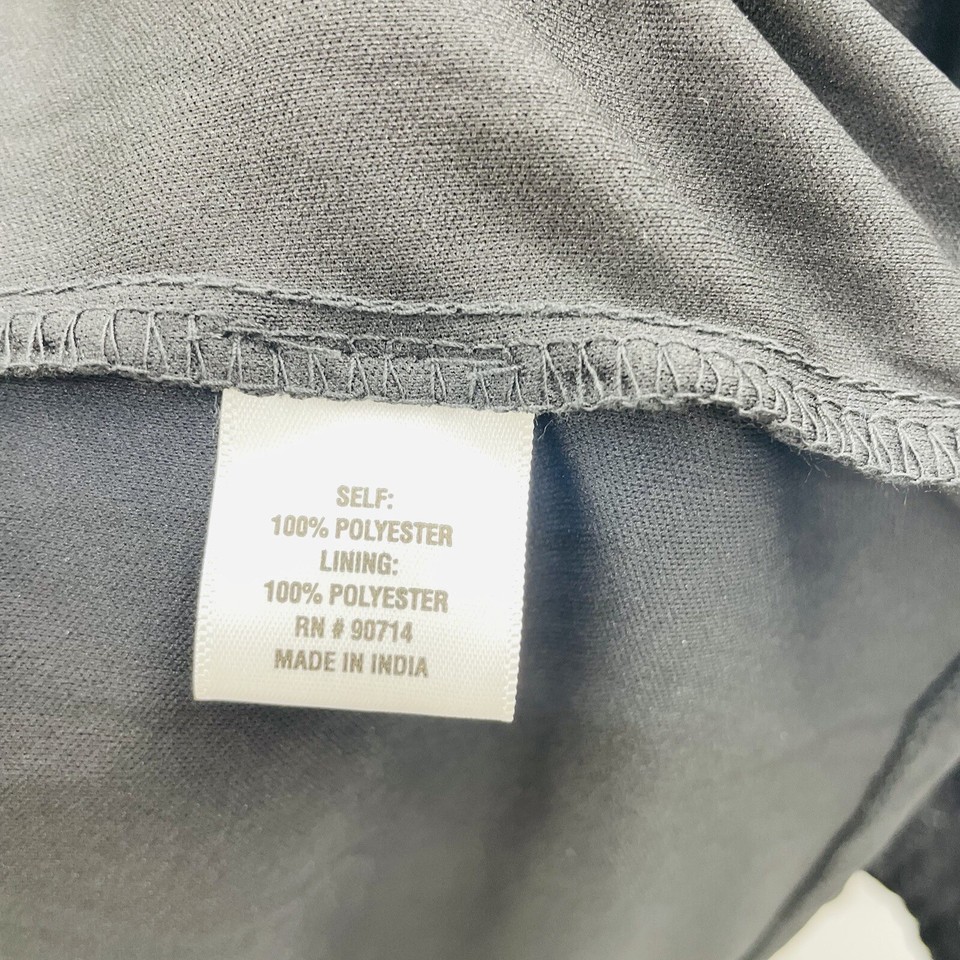 SELF:
100% POLYESTER
LINING:
100% POLYESTER
RN # 90714
MADE IN INDIA